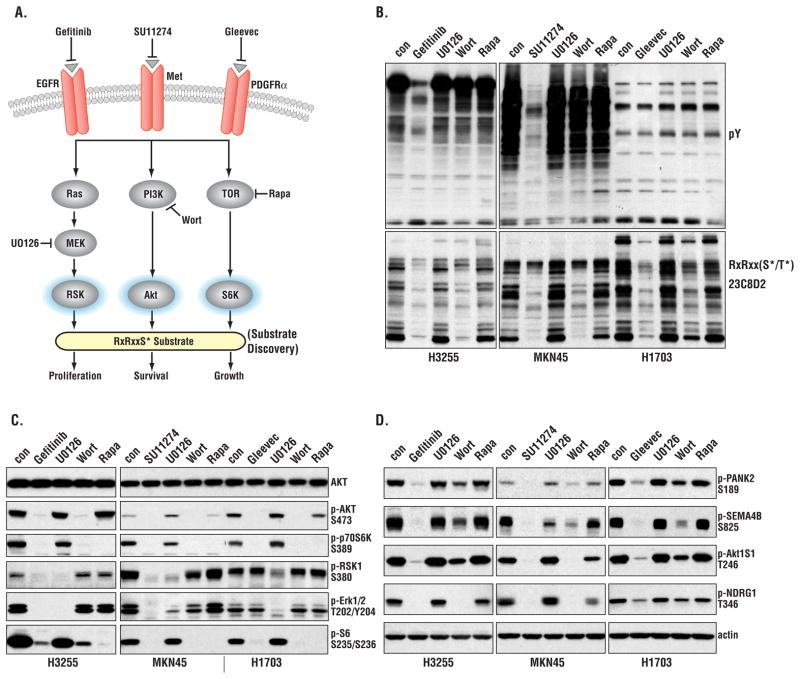 A.
Gefitinib SU11274 Gleevec
EGFR Met PDGFRα
Ras PI3K TOR Rapa
Wort
UO126 MEK
RSK Akt S6K
RxRxxS* Substrate (Substrate Discovery)
Proliferation Survival Growth
B.
con Gefitinib U0126 Wort Rapa con SU11274 U0126 Wort Rapa con Gleevec U0126 Wort Rapa
pY
RxRxx(S*/T*)
23C8D2
H3255 MKN45 H1703
C.
con Gefitinib U0126 Wort Rapa con SU11274 U0126 Wort Rapa con Gleevec U0126 Wort Rapa
AKT
p-AKT
S473
p-p70S6K
S389
p-RSK1
S380
p-Erk1/2
T202/Y204
p-S6
S235/S236
H3255 MKN45 H1703
D.
con Gefitinib U0126 Wort Rapa con SU11274 U0126 Wort Rapa con Gleevec U0126 Wort Rapa
p-PANK2
S189
p-SEMA4B
S825
p-Akt1S1
T246
p-NDRG1
T346
actin
H3255 MKN45 H1703